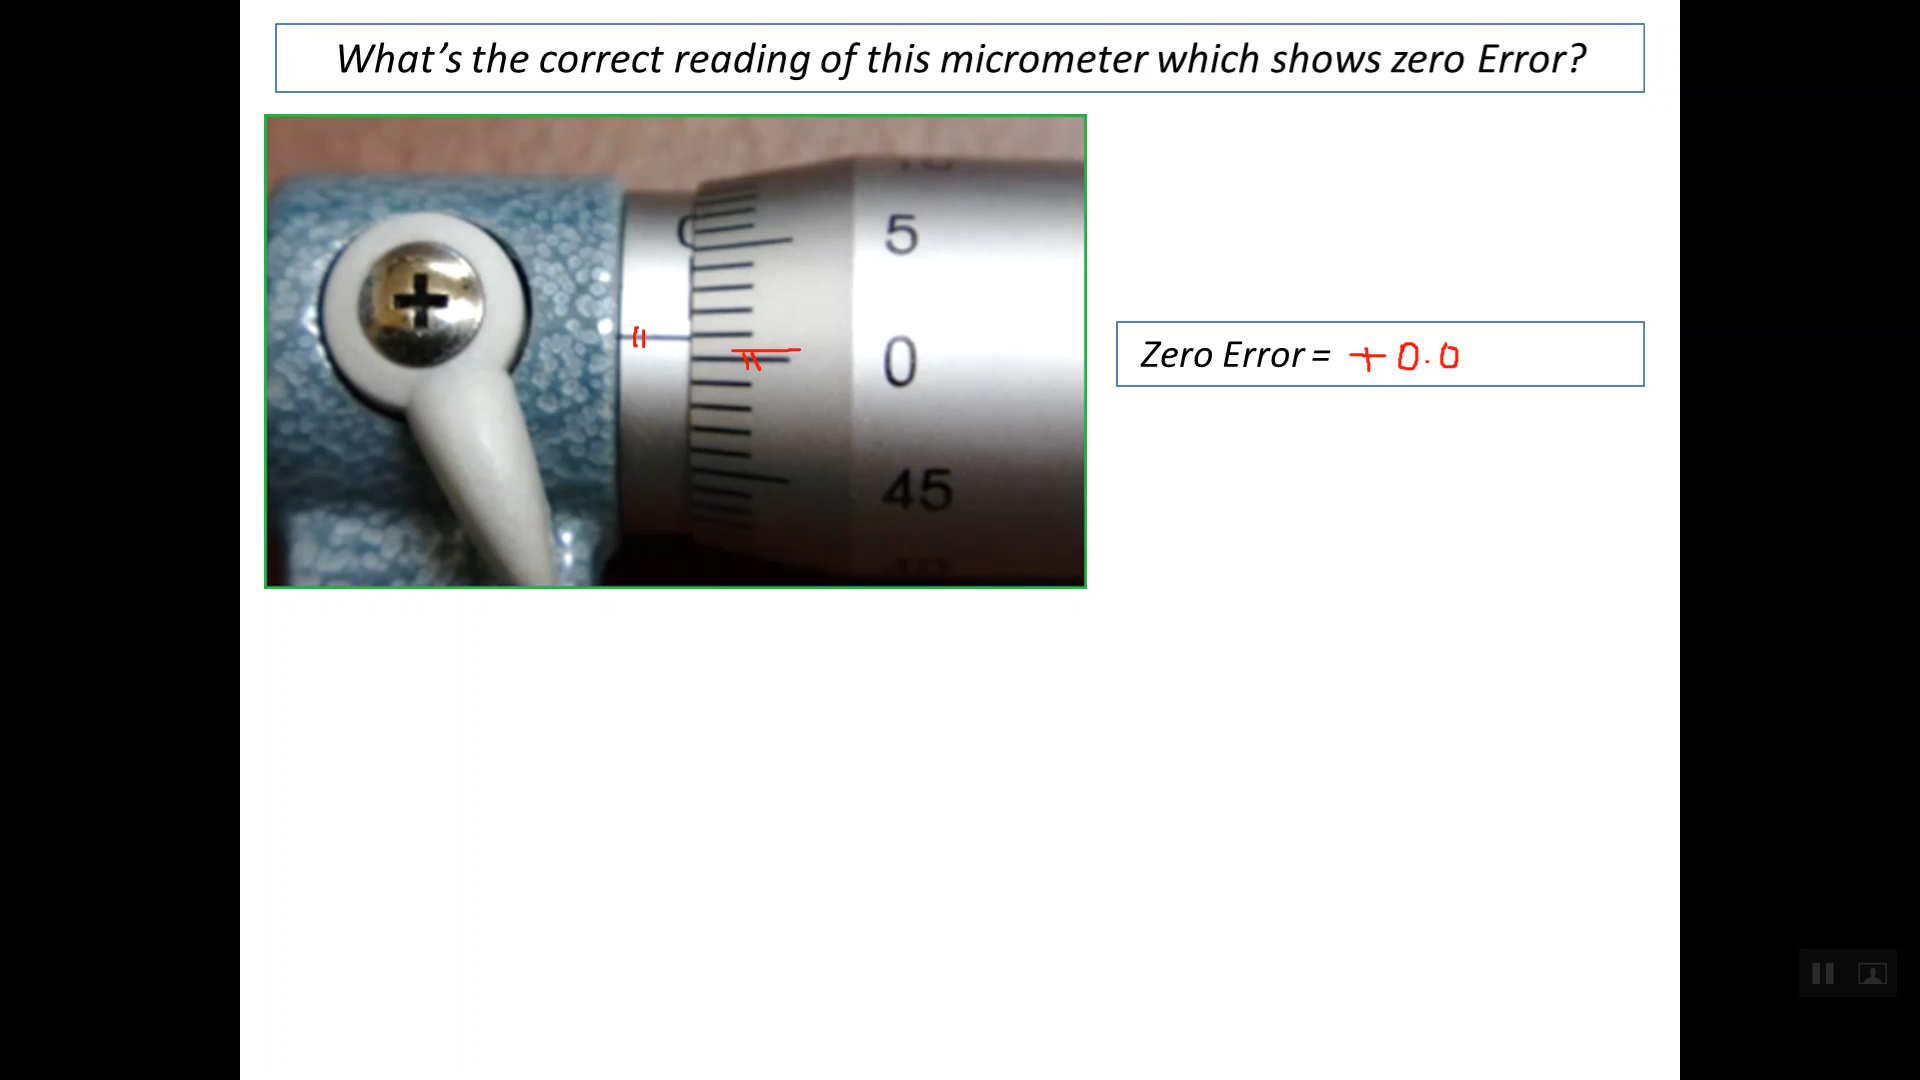 What's the correct reading of this micrometer which shows zero Error?
5
0
45
Zero Error = +0.0